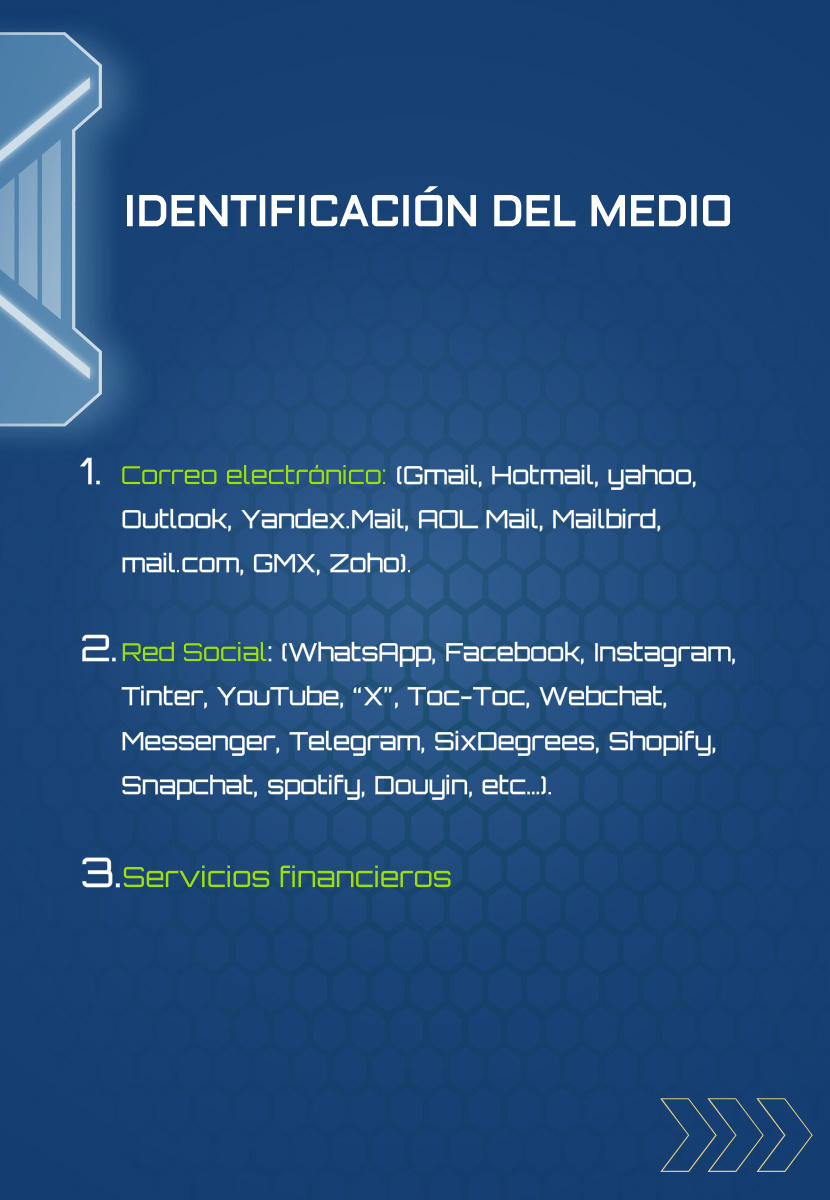 IDENTIFICACIÓN DEL MEDIO
1. Correo electrónico: (Gmail, Hotmail, yahoo,
Outlook, Yandex.Mail, AOL Mail, Mailbird,
mail.com, GMX, Zoho).
2. Red Social: (WhatsApp, Facebook, Instagram,
Tinter, YouTube, “X”, Toc-Toc, Webchat,
Messenger, Telegram, SixDegrees, Shopify,
Snapchat, spotify, Douyin, etc...).
3. Servicios financieros